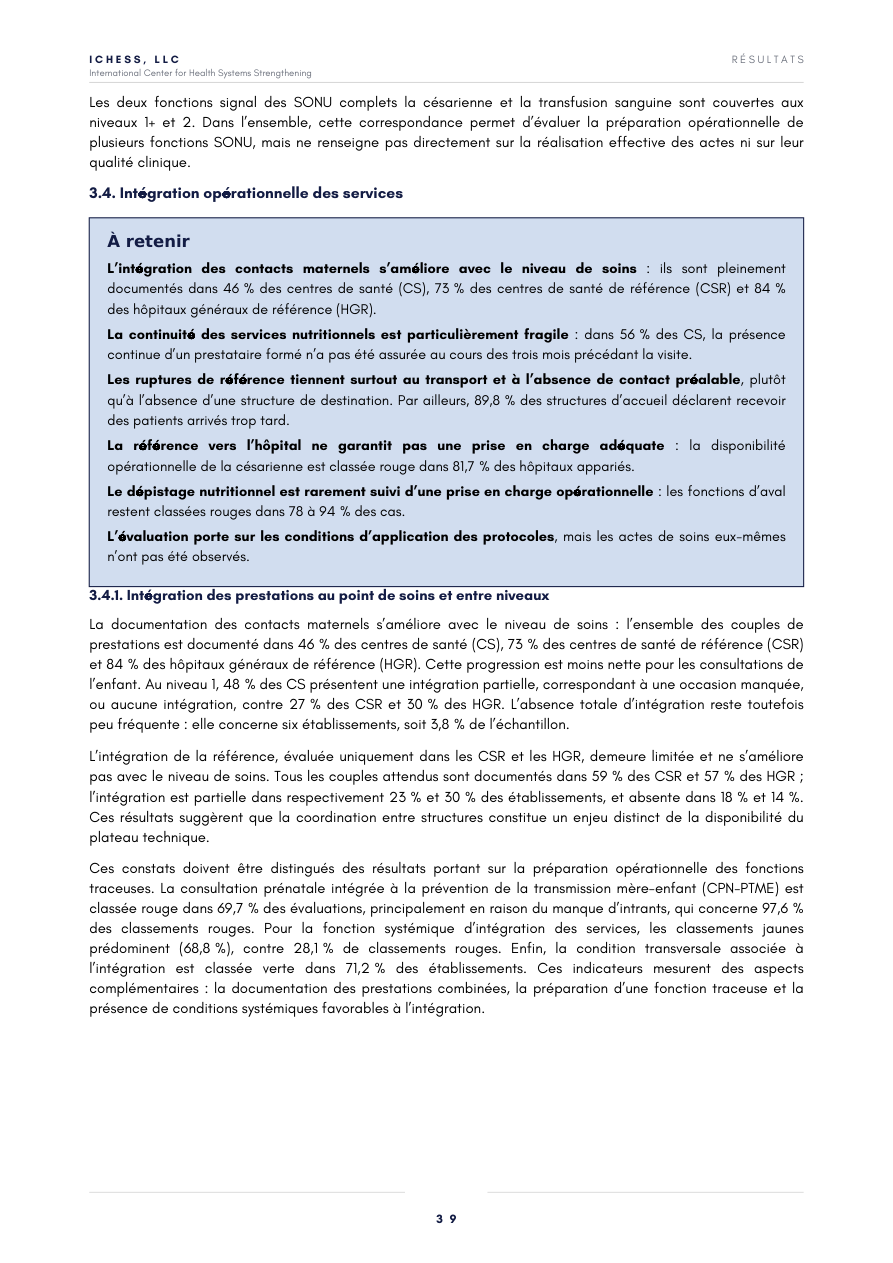 ICHESS, LLC
RÉSULTATS
International Center for Health Systems Strengthening
Les deux fonctions signal des SONU complets la césarienne et la transfusion sanguine sont couvertes aux
niveaux 1+ et 2. Dans l’ensemble, cette correspondance permet d’évaluer la préparation opérationnelle de
plusieurs fonctions SONU, mais ne renseigne pas directement sur la réalisation effective des actes ni sur leur
qualité clinique.
3.4. Intégration opérationnelle des services
À retenir
L’intégration des contacts maternels s’améliore avec le niveau de soins : ils sont pleinement
documentés dans 46 % des centres de santé (CS), 73 % des centres de santé de référence (CSR) et 84 %
des hôpitaux généraux de référence (HGR).
La continuité des services nutritionnels est particulièrement fragile : dans 56 % des CS, la présence
continue d’un prestataire formé n’a pas été assurée au cours des trois mois précédant la visite.
Les ruptures de référence tiennent surtout au transport et à l’absence de contact préalable, plutôt
qu’à l’absence d’une structure de destination. Par ailleurs, 89,8 % des structures d’accueil déclarent recevoir
des patients arrivés trop tard.
La référence vers l’hôpital ne garantit pas une prise en charge adéquate : la disponibilité
opérationnelle de la césarienne est classée rouge dans 81,7 % des hôpitaux appariés.
Le dépistage nutritionnel est rarement suivi d’une prise en charge opérationnelle : les fonctions d’aval
restent classées rouges dans 78 à 94 % des cas.
L’évaluation porte sur les conditions d’application des protocoles, mais les actes de soins eux-mêmes
n’ont pas été observés.
3.4.1. Intégration des prestations au point de soins et entre niveaux
La documentation des contacts maternels s’améliore avec le niveau de soins : l’ensemble des couples de
prestations est documenté dans 46 % des centres de santé (CS), 73 % des centres de santé de référence (CSR)
et 84 % des hôpitaux généraux de référence (HGR). Cette progression est moins nette pour les consultations de
l’enfant. Au niveau 1, 48 % des CS présentent une intégration partielle, correspondant à une occasion manquée,
ou aucune intégration, contre 27 % des CSR et 30 % des HGR. L’absence totale d’intégration reste toutefois
peu fréquente : elle concerne six établissements, soit 3,8 % de l’échantillon.
L’intégration de la référence, évaluée uniquement dans les CSR et les HGR, demeure limitée et ne s’améliore
pas avec le niveau de soins. Tous les couples attendus sont documentés dans 59 % des CSR et 57 % des HGR ;
l’intégration est partielle dans respectivement 23 % et 30 % des établissements, et absente dans 18 % et 14 %.
Ces résultats suggèrent que la coordination entre structures constitue un enjeu distinct de la disponibilité du
plateau technique.
Ces constats doivent être distingués des résultats portant sur la préparation opérationnelle des fonctions
traceuses. La consultation prénatale intégrée à la prévention de la transmission mère-enfant (CPN-PTME) est
classée rouge dans 69,7 % des évaluations, principalement en raison du manque d’intrants, qui concerne 97,6 %
des classements rouges. Pour la fonction systémique d’intégration des services, les classements jaunes
prédominent (68,8 %), contre 28,1 % de classements rouges. Enfin, la condition transversale associée à
l’intégration est classée verte dans 71,2 % des établissements. Ces indicateurs mesurent des aspects
complémentaires : la documentation des prestations combinées, la préparation d’une fonction traceuse et la
présence de conditions systémiques favorables à l’intégration.
39